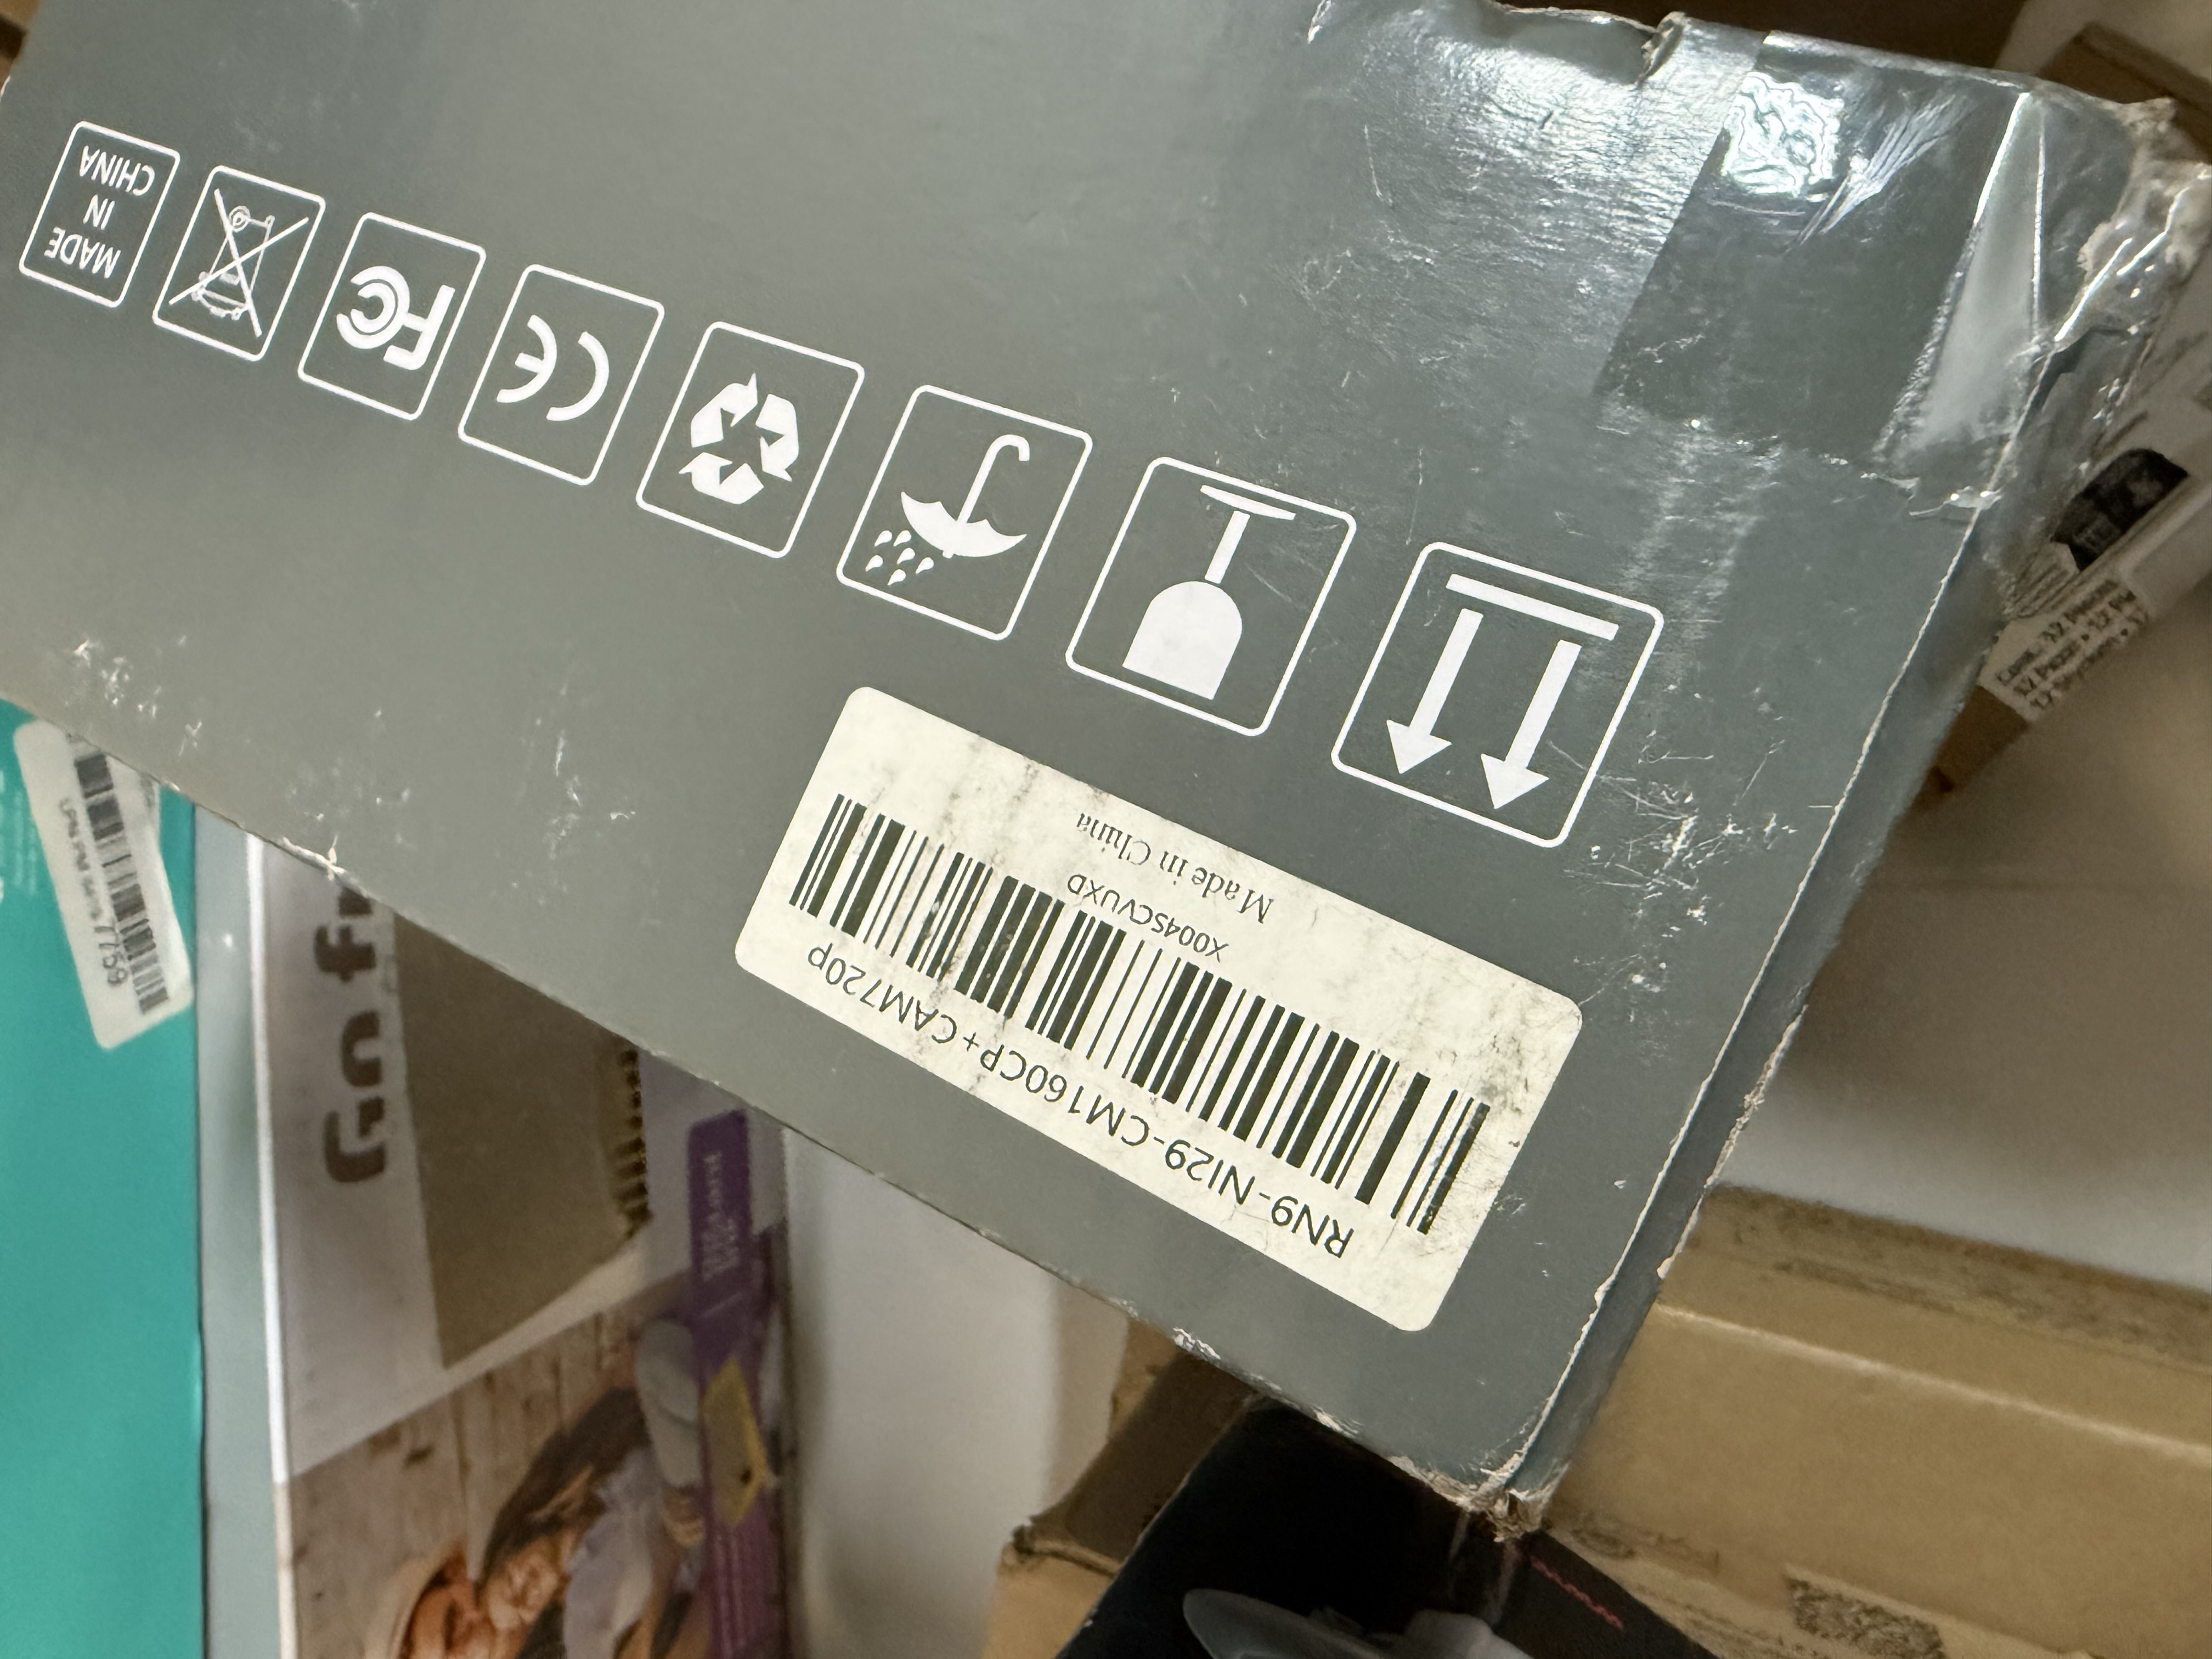 RN9-NI29-CM160CP+CAM720p
X004SCVUXD
Made in China
MADE
IN
CHINA
FC
CE